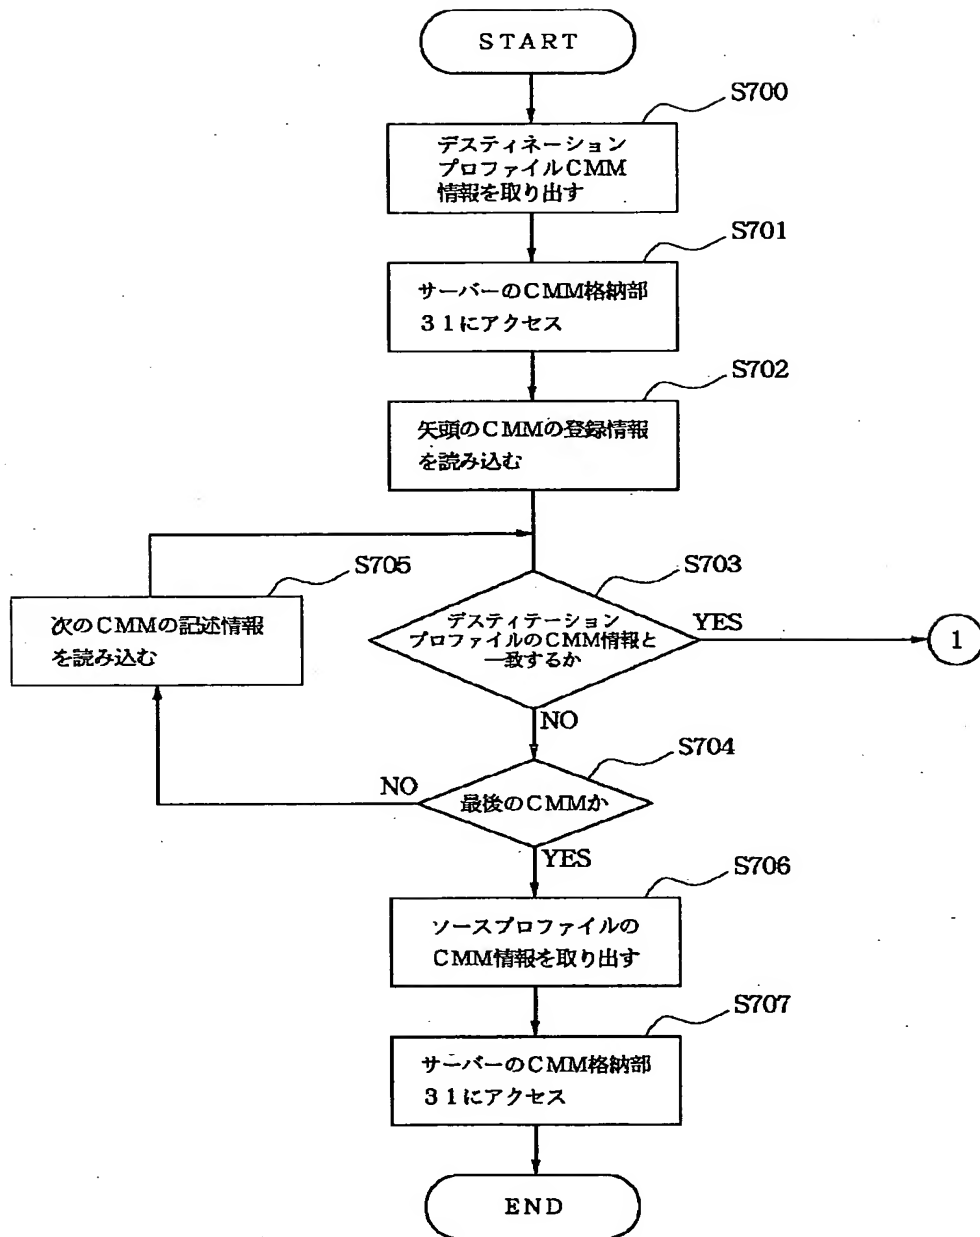 START
S700
デスティネーション
プロファイルCMM
情報を取り出す
S701
サーバーのCMM格納部
31にアクセス
S702
矢頭のCMMの登録情報
を読み込む
S705
次のCMMの記述情報
を読み込む
S703
デスティテーション
プロファイルのCMM情報と
一致するか
YES
1
NO
S704
最後のCMMか
NO
YES
S706
ソースプロファイルの
CMM情報を取り出す
S707
サーバーのCMM格納部
31にアクセス
END